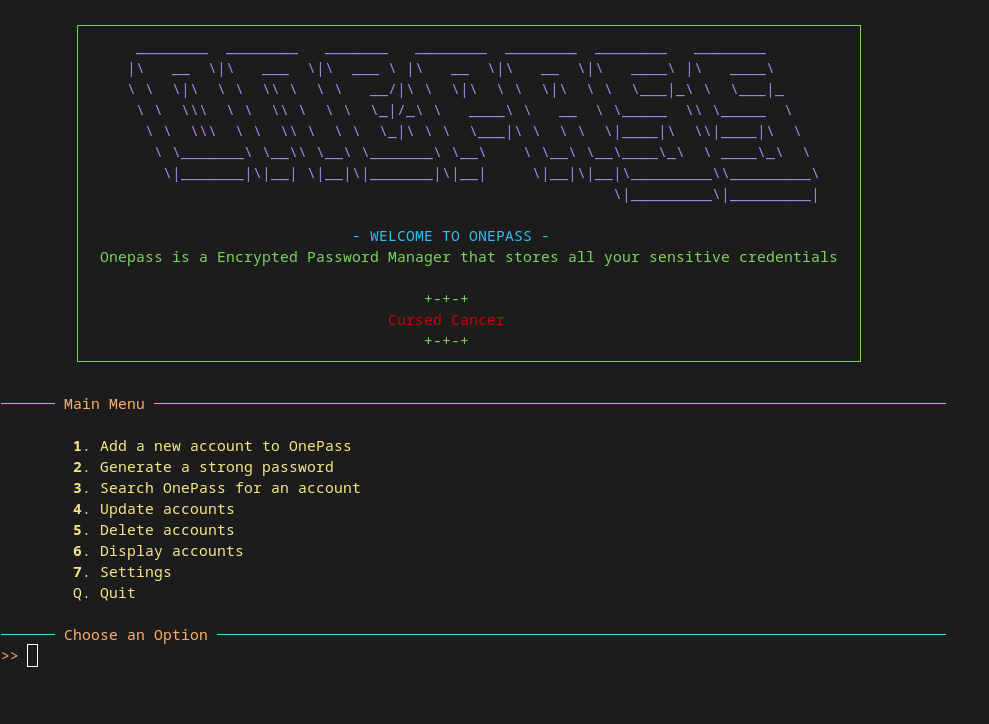 - WELCOME TO ONEPASS -
Onepass is a Encrypted Password Manager that stores all your sensitive credentials
+-+-+
Cursed Cancer
+-+-+
Main Menu
1. Add a new account to OnePass
2. Generate a strong password
3. Search OnePass for an account
4. Update accounts
5. Delete accounts
6. Display accounts
7. Settings
Q. Quit
Choose an Option
>>